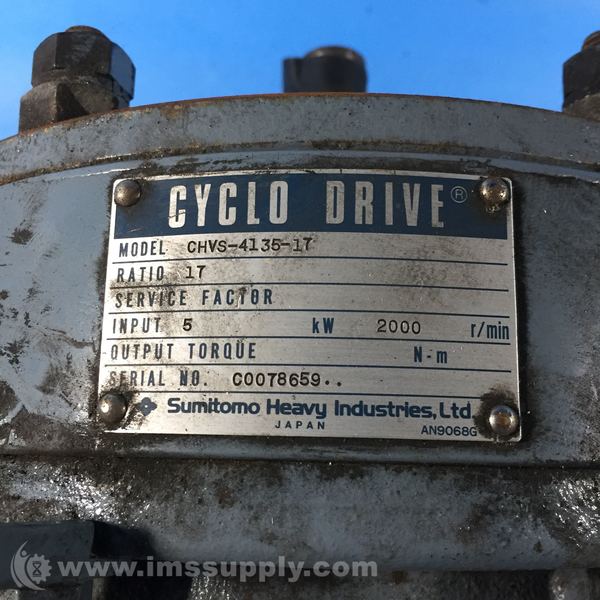 CYCLO DRIVE®
MODEL CHVS-4135-17
RATIO 17
SERVICE FACTOR
INPUT 5 kW 2000 r/min
OUTPUT TORQUE N-m
SERIAL NO. C0078659..
Sumitomo Heavy Industries, Ltd.
JAPAN AN9068G
www.imssupply.com/